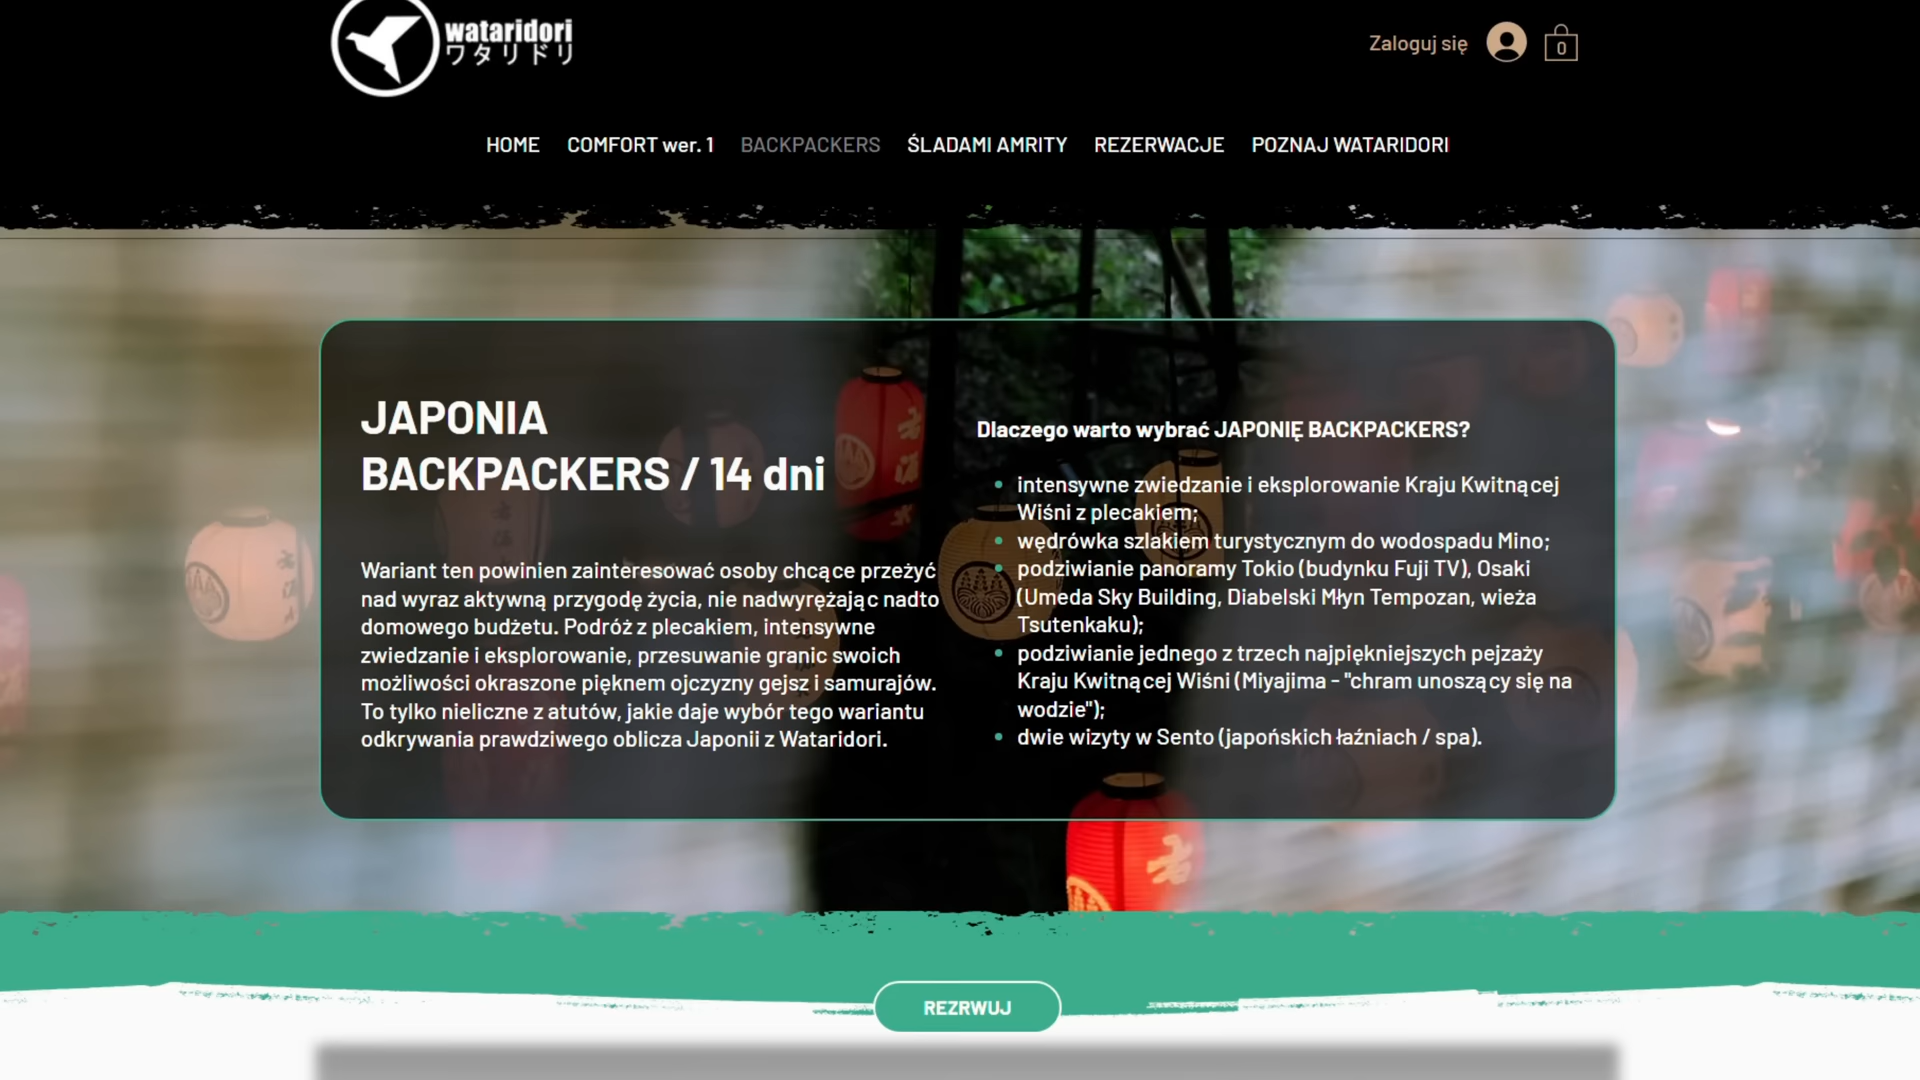 wataridori
ワタリドリ
Zaloguj się
0
HOME COMFORT wer. 1 BACKPACKERS ŚLADAMI AMRITY REZERWACJE POZNAJ WATARIDORI
JAPONIA
BACKPACKERS / 14 dni
Wariant ten powinien zainteresować osoby chcące przeżyć
nad wyraz aktywną przygodę życia, nie nadwyrężając nadto
domowego budżetu. Podróż z plecakiem, intensywne
zwiedzanie i eksplorowanie, przesuwanie granic swoich
możliwości okraszone pięknem ojczyzny gejsz i samurajów.
To tylko nieliczne z atutów, jakie daje wybór tego wariantu
odkrywania prawdziwego oblicza Japonii z Wataridori.
Dlaczego warto wybrać JAPONIĘ BACKPACKERS?
intensywne zwiedzanie i eksplorowanie Kraju Kwitnącej
Wiśni z plecakiem;
wędrówka szlakiem turystycznym do wodospadu Mino;
podziwianie panoramy Tokio (budynku Fuji TV), Osaki
(Umeda Sky Building, Diabelski Młyn Tempozan, wieża
Tsutenkaku);
podziwianie jednego z trzech najpiękniejszych pejzaży
Kraju Kwitnącej Wiśni (Miyajima - "chram unoszący się na
wodzie");
dwie wizyty w Sento (japońskich łaźniach / spa).
REZRWUJ